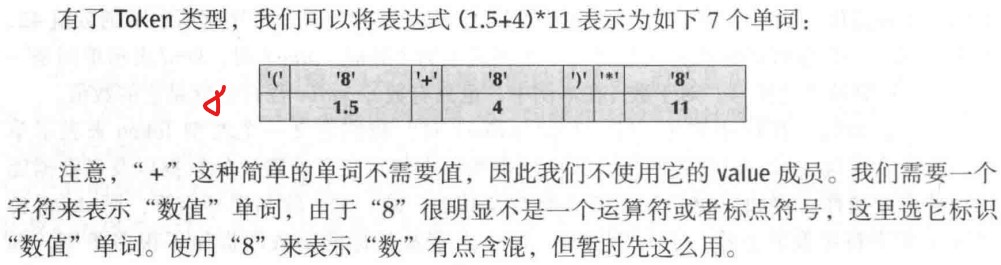 有了 Token 类型，我们可以将表达式 (1.5+4)*11 表示为如下 7 个单词：
'(' '8' '+' '8' ')' '*' '8'
1.5 4 11
注意，“+”这种简单的单词不需要值，因此我们不使用它的 value 成员。我们需要一个
字符来表示“数值”单词，由于“8”很明显不是一个运算符或者标点符号，这里选它标识
“数值”单词。使用“8”来表示“数”有点含混，但暂时先这么用。